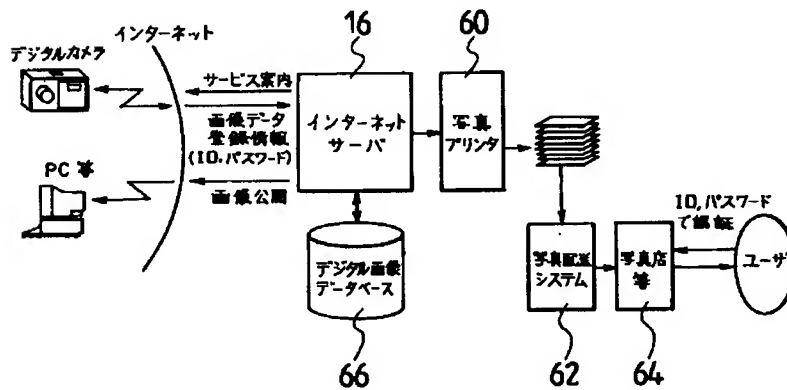 インターネット
デジタルカメラ
PC 等
サービス案内
画像データ
登録情報
(ID,パスワード)
画像公開
16
インターネット
サーバ
60
写真
プリンタ
デジタル画像
データベース
66
写真配送
システム
62
写真店
等
64
ID,パスワード
で認証
ユーザ